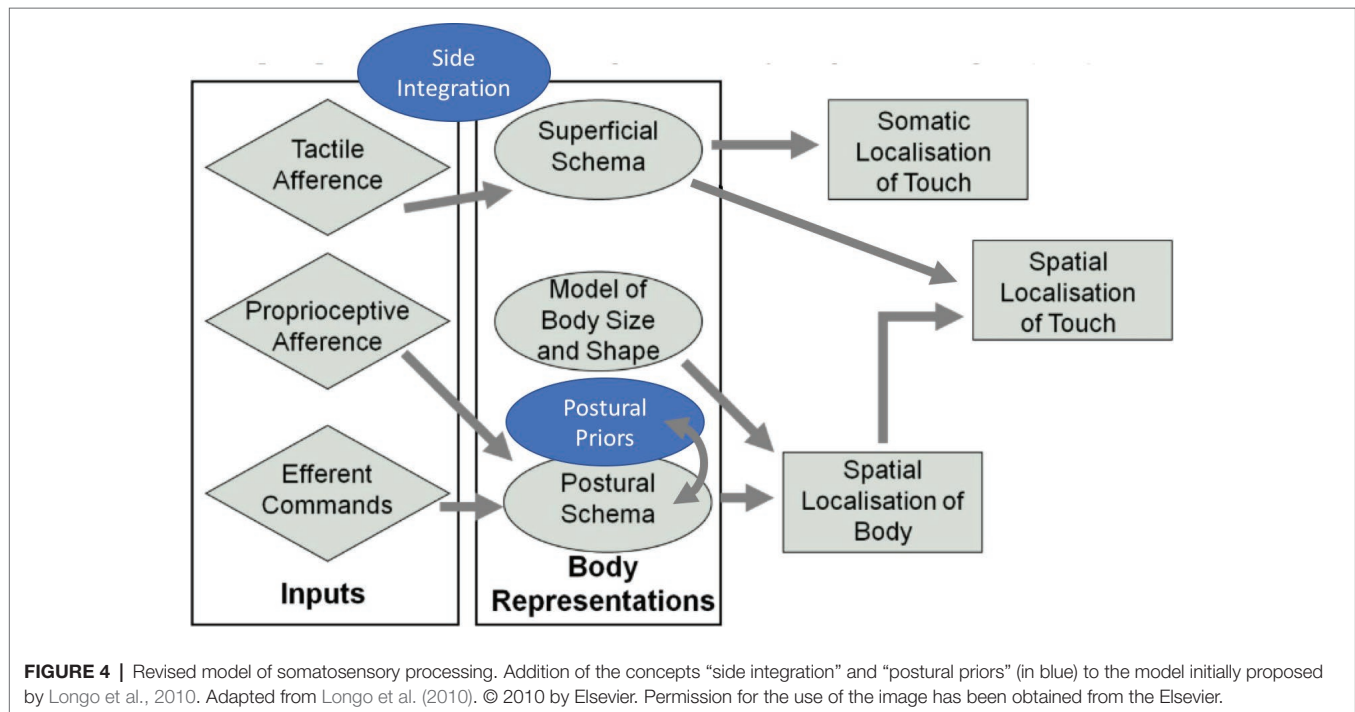 Side
Integration
Tactile
Afference
Superficial
Schema
Somatic
Localisation
of Touch
Proprioceptive
Afference
Model of
Body Size
and Shape
Spatial
Localisation
of Touch
Postural
Priors
Efferent
Commands
Postural
Schema
Spatial
Localisation of
Body
Inputs
Body
Representations
FIGURE 4 | Revised model of somatosensory processing. Addition of the concepts “side integration” and “postural priors” (in blue) to the model initially proposed
by Longo et al., 2010. Adapted from Longo et al. (2010). © 2010 by Elsevier. Permission for the use of the image has been obtained from the Elsevier.